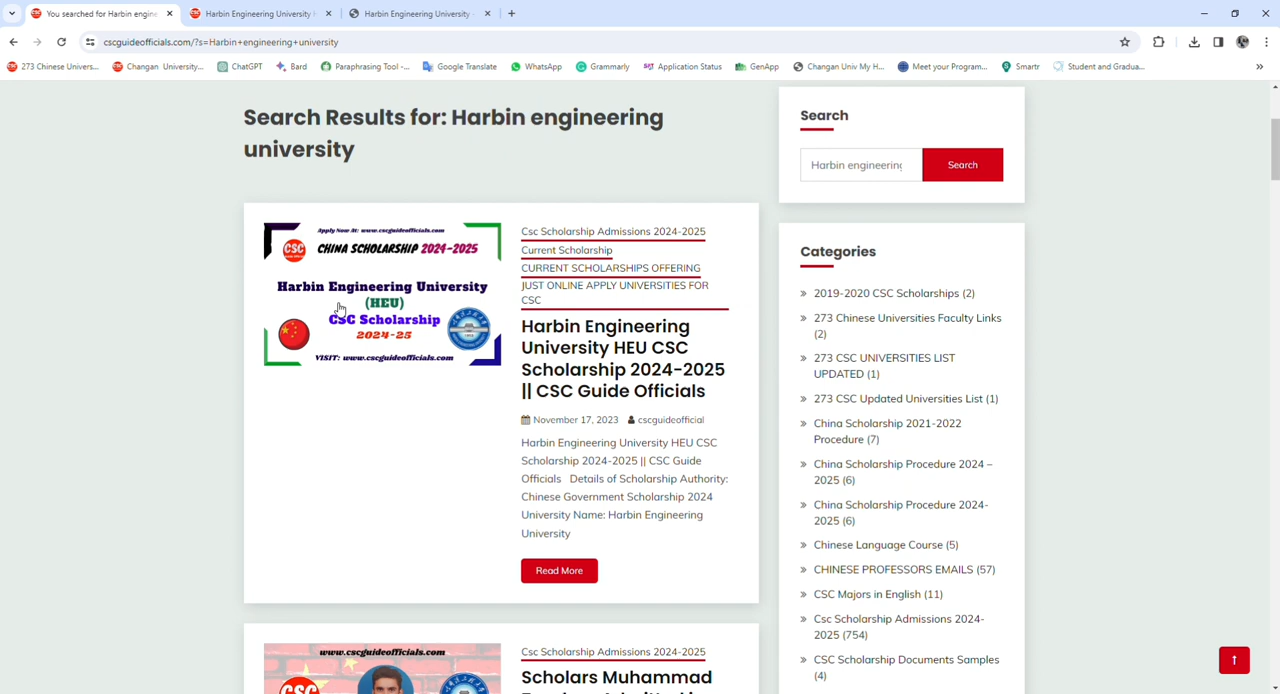 You searched for Harbin engine
Harbin Engineering University H
Harbin Engineering University -
cscguideofficials.com/?s=Harbin+engineering+university
273 Chinese Univers...
Changan University...
ChatGPT
Bard
Paraphrasing Tool -...
Google Translate
WhatsApp
Grammarly
Application Status
GenApp
Changan Univ My H...
Meet your Program...
Smartr
Student and Gradua...
Search Results for: Harbin engineering
university
Apply Now At: www.cscguideofficials.com
CSC
CHINA SCHOLARSHIP 2024-2025
Harbin Engineering University
(HEU)
CSC Scholarship
2024-25
VISIT: www.cscguideofficials.com
Csc Scholarship Admissions 2024-2025
Current Scholarship
CURRENT SCHOLARSHIPS OFFERING
JUST ONLINE APPLY UNIVERSITIES FOR
CSC
Harbin Engineering
University HEU CSC
Scholarship 2024-2025
|| CSC Guide Officials
November 17, 2023 cscguideofficial
Harbin Engineering University HEU CSC
Scholarship 2024-2025 || CSC Guide
Officials Details of Scholarship Authority:
Chinese Government Scholarship 2024
University Name: Harbin Engineering
University
Read More
www.cscguideofficials.com
CSC
Csc Scholarship Admissions 2024-2025
Scholars Muhammad
Search
Harbin engineering
Search
Categories
» 2019-2020 CSC Scholarships (2)
» 273 Chinese Universities Faculty Links
(2)
» 273 CSC UNIVERSITIES LIST
UPDATED (1)
» 273 CSC Updated Universities List (1)
» China Scholarship 2021-2022
Procedure (7)
» China Scholarship Procedure 2024 –
2025 (6)
» China Scholarship Procedure 2024-
2025 (6)
» Chinese Language Course (5)
» CHINESE PROFESSORS EMAILS (57)
» CSC Majors in English (11)
» Csc Scholarship Admissions 2024-
2025 (754)
» CSC Scholarship Documents Samples
(4)